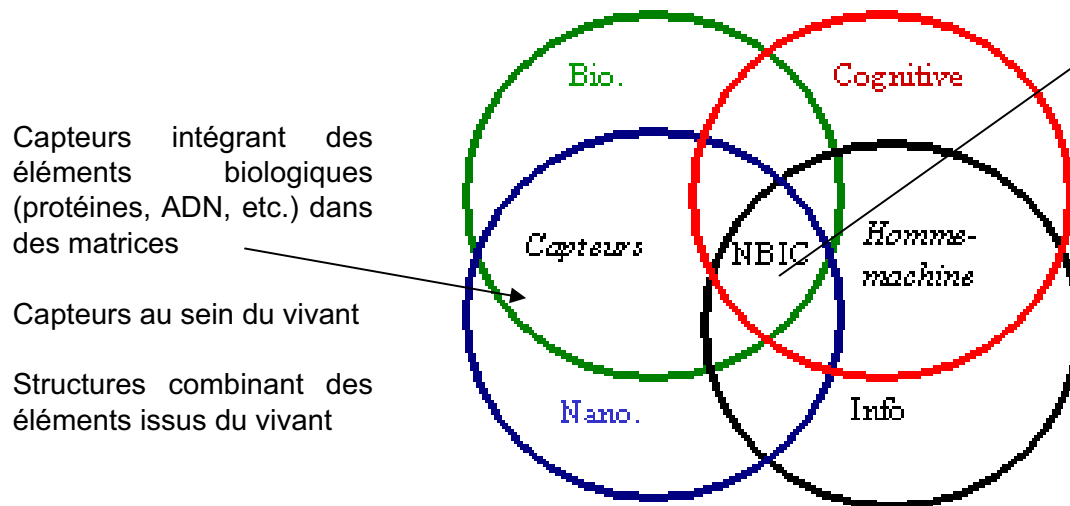 Bio.
Cognitive
Capteurs intégrant des
éléments biologiques
(protéines, ADN, etc.) dans
des matrices
Capteurs
NBIC
Homme-
machine
Capteurs au sein du vivant
Structures combinant des
éléments issus du vivant
Nano.
Info